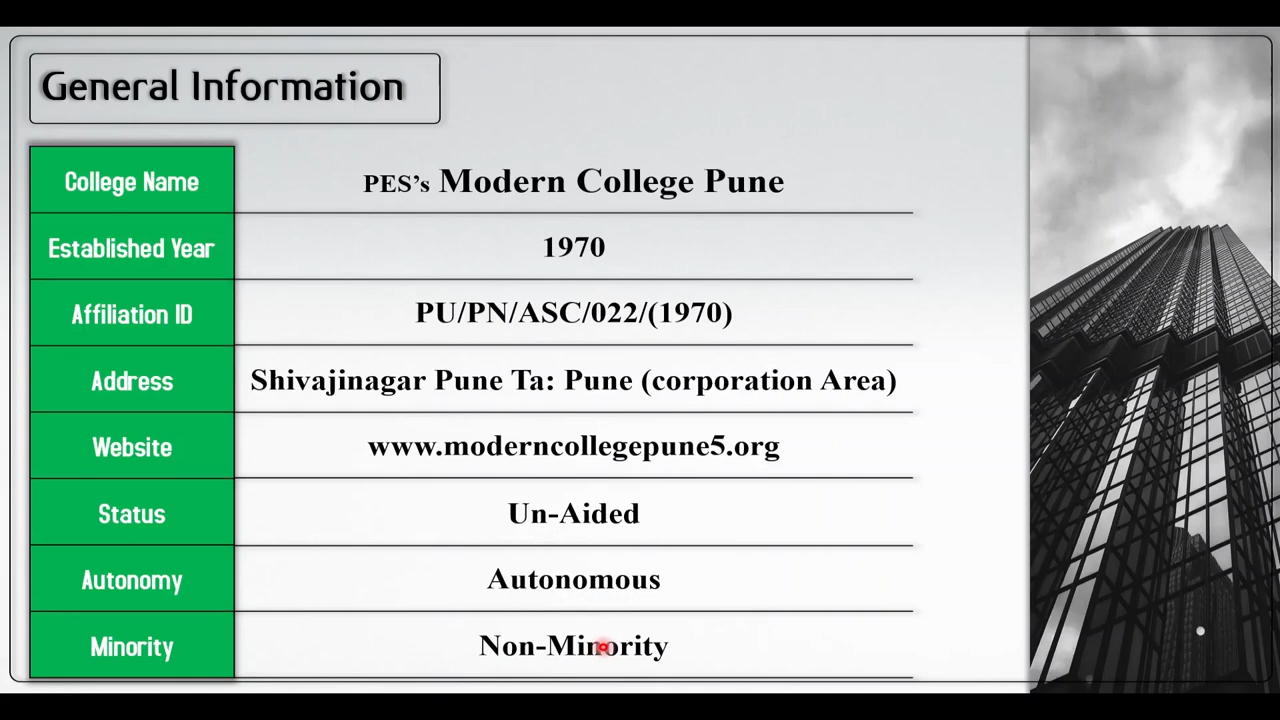 General Information
College Name PES’s Modern College Pune
Established Year 1970
Affiliation ID PU/PN/ASC/022/(1970)
Address Shivajinagar Pune Ta: Pune (corporation Area)
Website www.moderncollegepune5.org
Status Un-Aided
Autonomy Autonomous
Minority Non-Minority